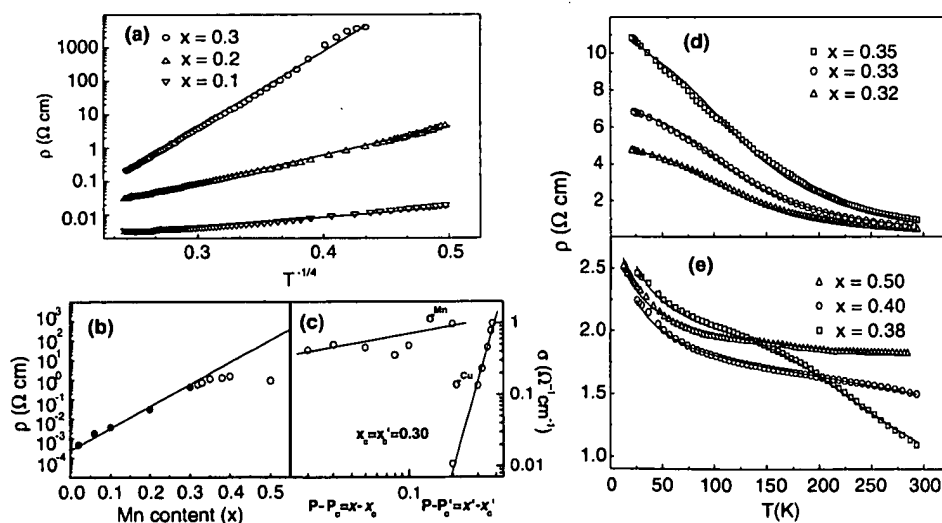 (a)
x = 0.3
x = 0.2
x = 0.1
1000
100
10
1
0.1
0.01
ρ (Ω cm)
0.3 0.4 0.5
T^-1/4
(b)
10^3
10^2
10^1
10^0
10^-1
10^-2
10^-3
10^-4
ρ (Ω cm)
0.0 0.1 0.2 0.3 0.4 0.5
Mn content (x)
(c)
σ^Mn
σ^Cu
x_c=x_c'=0.30
0.1
P-P_c=x-x_c
P-P_c'=x'-x_c'
1
0.1
0.01
σ (Ω^-1 cm^-1)
(d)
x = 0.35
x = 0.33
x = 0.32
10
8
6
4
2
ρ (Ω cm)
(e)
x = 0.50
x = 0.40
x = 0.38
2.5
2.0
1.5
1.0
0 50 100 150 200 250 300
T(K)